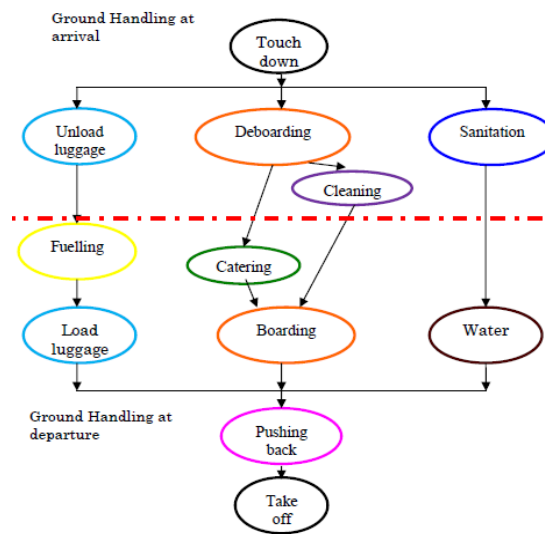 Ground Handling at
arrival
Touch
down
Unload
luggage
Deboarding
Sanitation
Cleaning
Fuelling
Catering
Load
luggage
Boarding
Water
Ground Handling at
departure
Pushing
back
Take
off